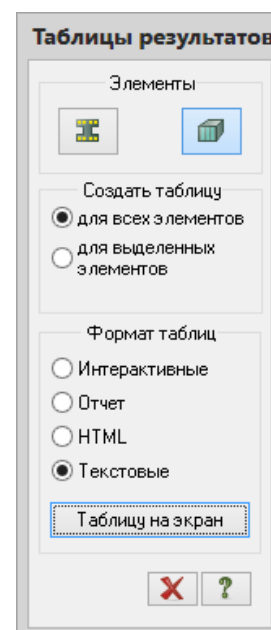 Таблицы результатов
Элементы
Создать таблицу
для всех элементов
для выделенных
элементов
Формат таблиц
Интерактивные
Отчет
HTML
Текстовые
Таблицу на экран
?